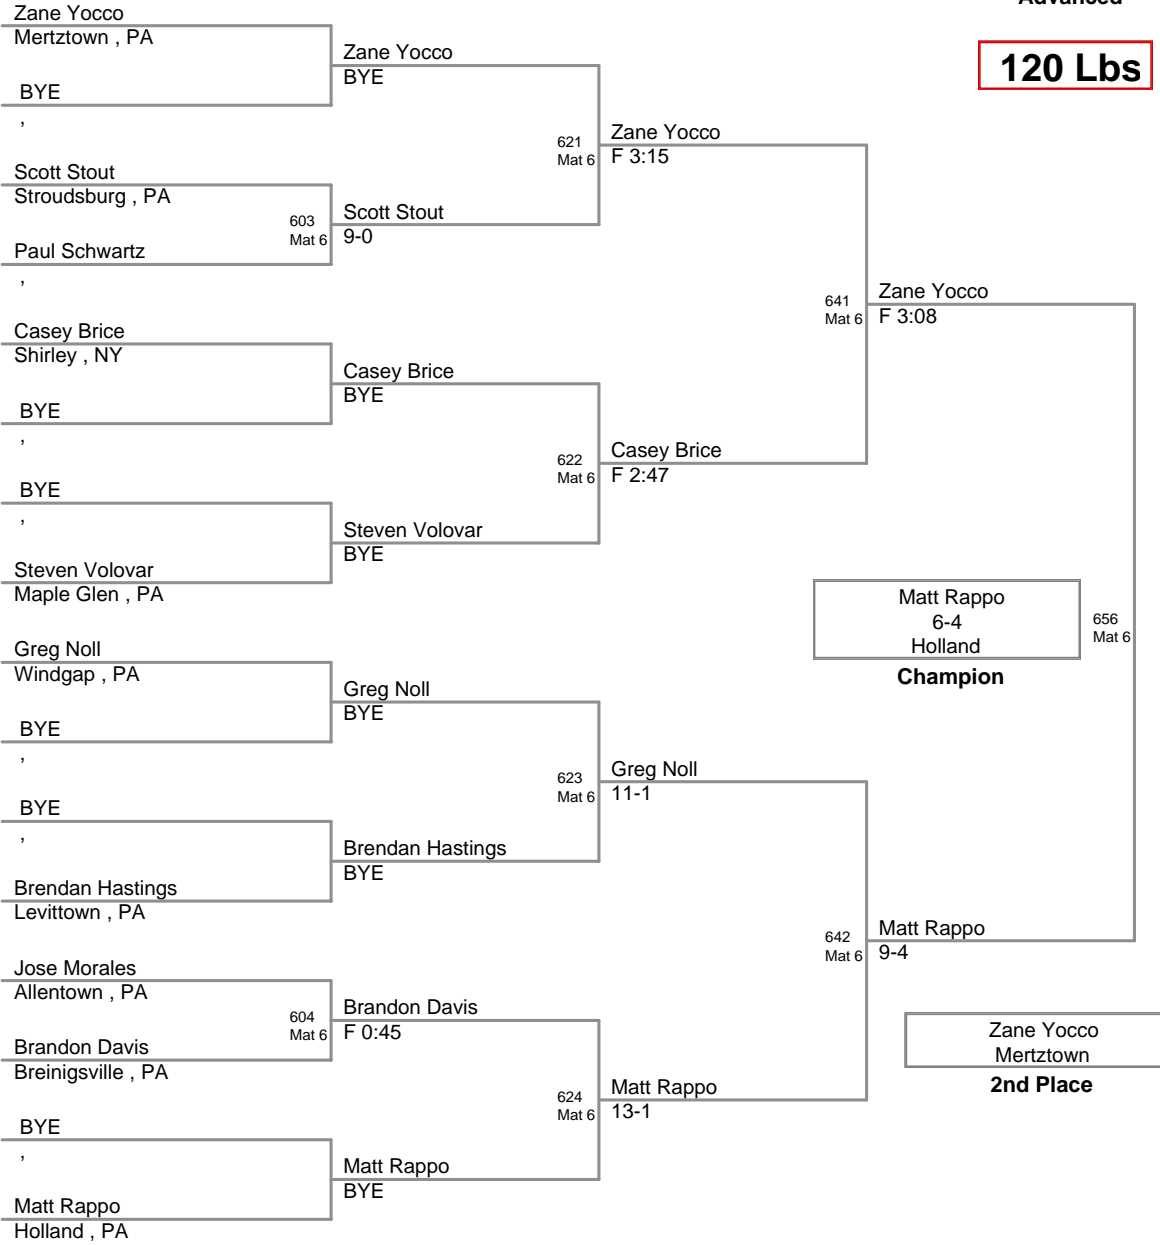 Advanced
120 Lbs
Zane Yocco
Mertztown , PA
BYE
,
Scott Stout
Stroudsburg , PA
Paul Schwartz
,
Casey Brice
Shirley , NY
BYE
,
BYE
,
Steven Volovar
Maple Glen , PA
Greg Noll
Windgap , PA
BYE
,
BYE
,
Brendan Hastings
Levittown , PA
Jose Morales
Allentown , PA
Brandon Davis
Breinigsville , PA
BYE
,
Matt Rappo
Holland , PA
Zane Yocco
BYE
603
Mat 6
Scott Stout
9-0
Casey Brice
BYE
Steven Volovar
BYE
Greg Noll
BYE
Brendan Hastings
BYE
604
Mat 6
Brandon Davis
F 0:45
Matt Rappo
BYE
621
Mat 6
Zane Yocco
F 3:15
622
Mat 6
Casey Brice
F 2:47
623
Mat 6
Greg Noll
11-1
624
Mat 6
Matt Rappo
13-1
641
Mat 6
Zane Yocco
F 3:08
642
Mat 6
Matt Rappo
9-4
656
Mat 6
Matt Rappo
6-4
Holland
Champion
Zane Yocco
Mertztown
2nd Place